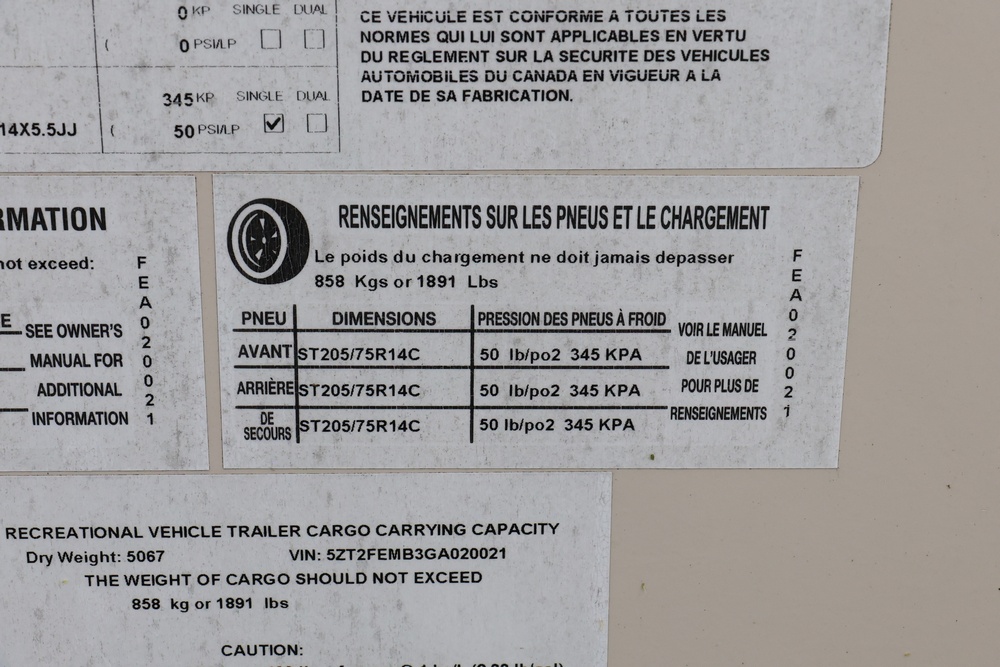 0 KP SINGLE DUAL
( 0 PSI/LP
345 KP SINGLE DUAL
14X5.5JJ ( 50 PSI/LP
CE VEHICULE EST CONFORME A TOUTES LES
NORMES QUI LUI SONT APPLICABLES EN VERTU
DU REGLEMENT SUR LA SECURITE DES VEHICULES
AUTOMOBILES DU CANADA EN VIGUEUR A LA
DATE DE SA FABRICATION.
RMATION
not exceed:
E SEE OWNER'S
MANUAL FOR
ADDITIONAL
INFORMATION
FEA020021
RENSEIGNEMENTS SUR LES PNEUS ET LE CHARGEMENT
Le poids du chargement ne doit jamais depasser
858 Kgs or 1891 Lbs
PNEU DIMENSIONS PRESSION DES PNEUS À FROID
AVANT ST205/75R14C 50 lb/po2 345 KPA
ARRIÈRE ST205/75R14C 50 lb/po2 345 KPA
DE SECOURS ST205/75R14C 50 lb/po2 345 KPA
VOIR LE MANUEL
DE L'USAGER
POUR PLUS DE
RENSEIGNEMENTS
FEA020021
RECREATIONAL VEHICLE TRAILER CARGO CARRYING CAPACITY
Dry Weight: 5067 VIN: 5ZT2FEMB3GA020021
THE WEIGHT OF CARGO SHOULD NOT EXCEED
858 kg or 1891 lbs
CAUTION: